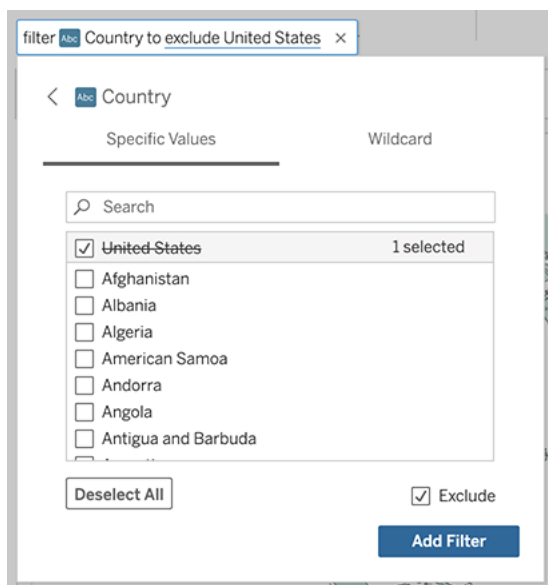 filter Abc Country to exclude United States ×
Abc Country
Specific Values Wildcard
Search
United States 1 selected
Afghanistan
Albania
Algeria
American Samoa
Andorra
Angola
Antigua and Barbuda
Deselect All Exclude
Add Filter